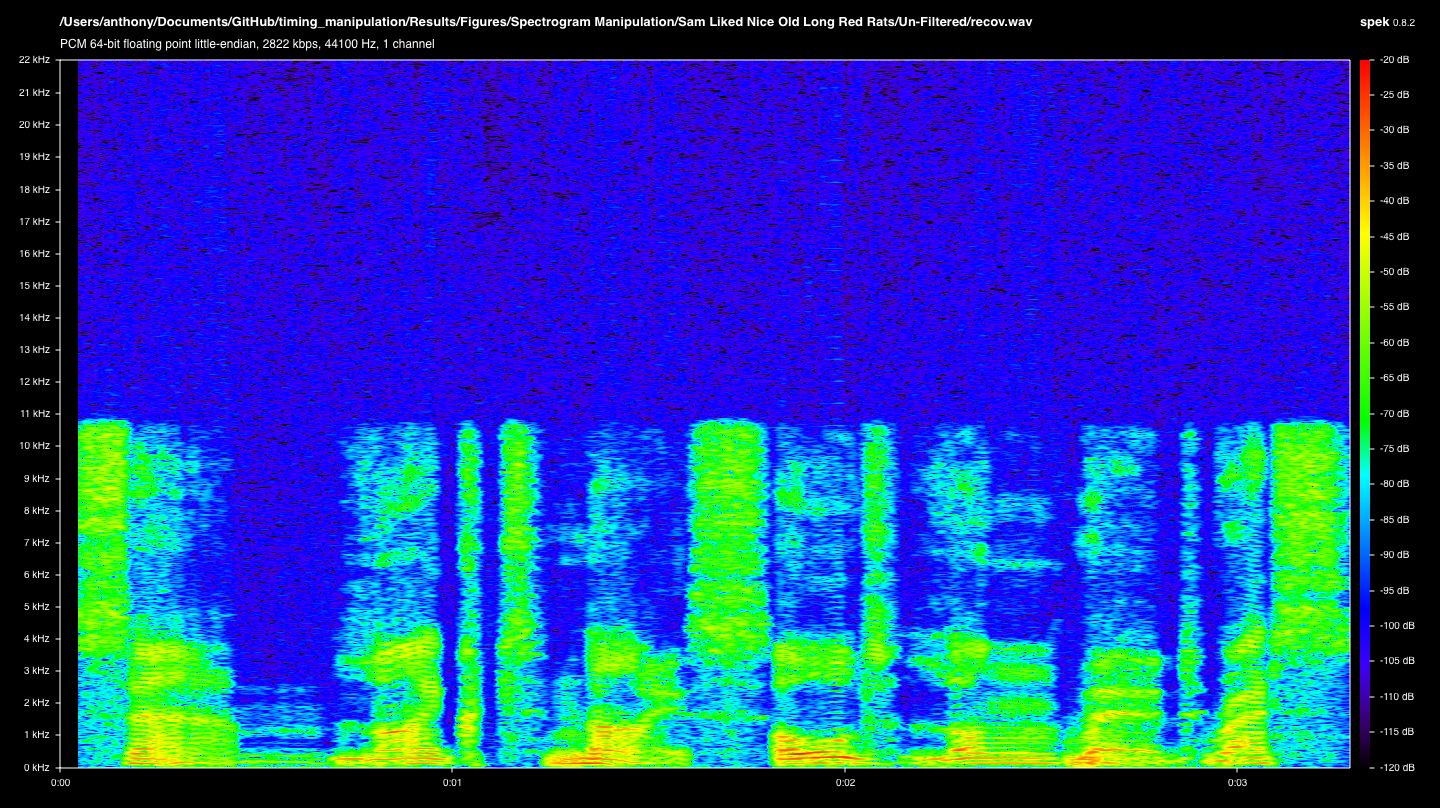 /Users/anthony/Documents/GitHub/timing_manipulation/Results/Figures/Spectrogram Manipulation/Sam Liked Nice Old Long Red Rats/Un-Filtered/recov.wav
spek 0.8.2
PCM 64-bit floating point little-endian, 2822 kbps, 44100 Hz, 1 channel
22 kHz
21 kHz
20 kHz
19 kHz
18 kHz
17 kHz
16 kHz
15 kHz
14 kHz
13 kHz
12 kHz
11 kHz
10 kHz
9 kHz
8 kHz
7 kHz
6 kHz
5 kHz
4 kHz
3 kHz
2 kHz
1 kHz
0 kHz
0:00
0:01
0:02
0:03
-20 dB
-25 dB
-30 dB
-35 dB
-40 dB
-45 dB
-50 dB
-55 dB
-60 dB
-65 dB
-70 dB
-75 dB
-80 dB
-85 dB
-90 dB
-95 dB
-100 dB
-105 dB
-110 dB
-115 dB
-120 dB